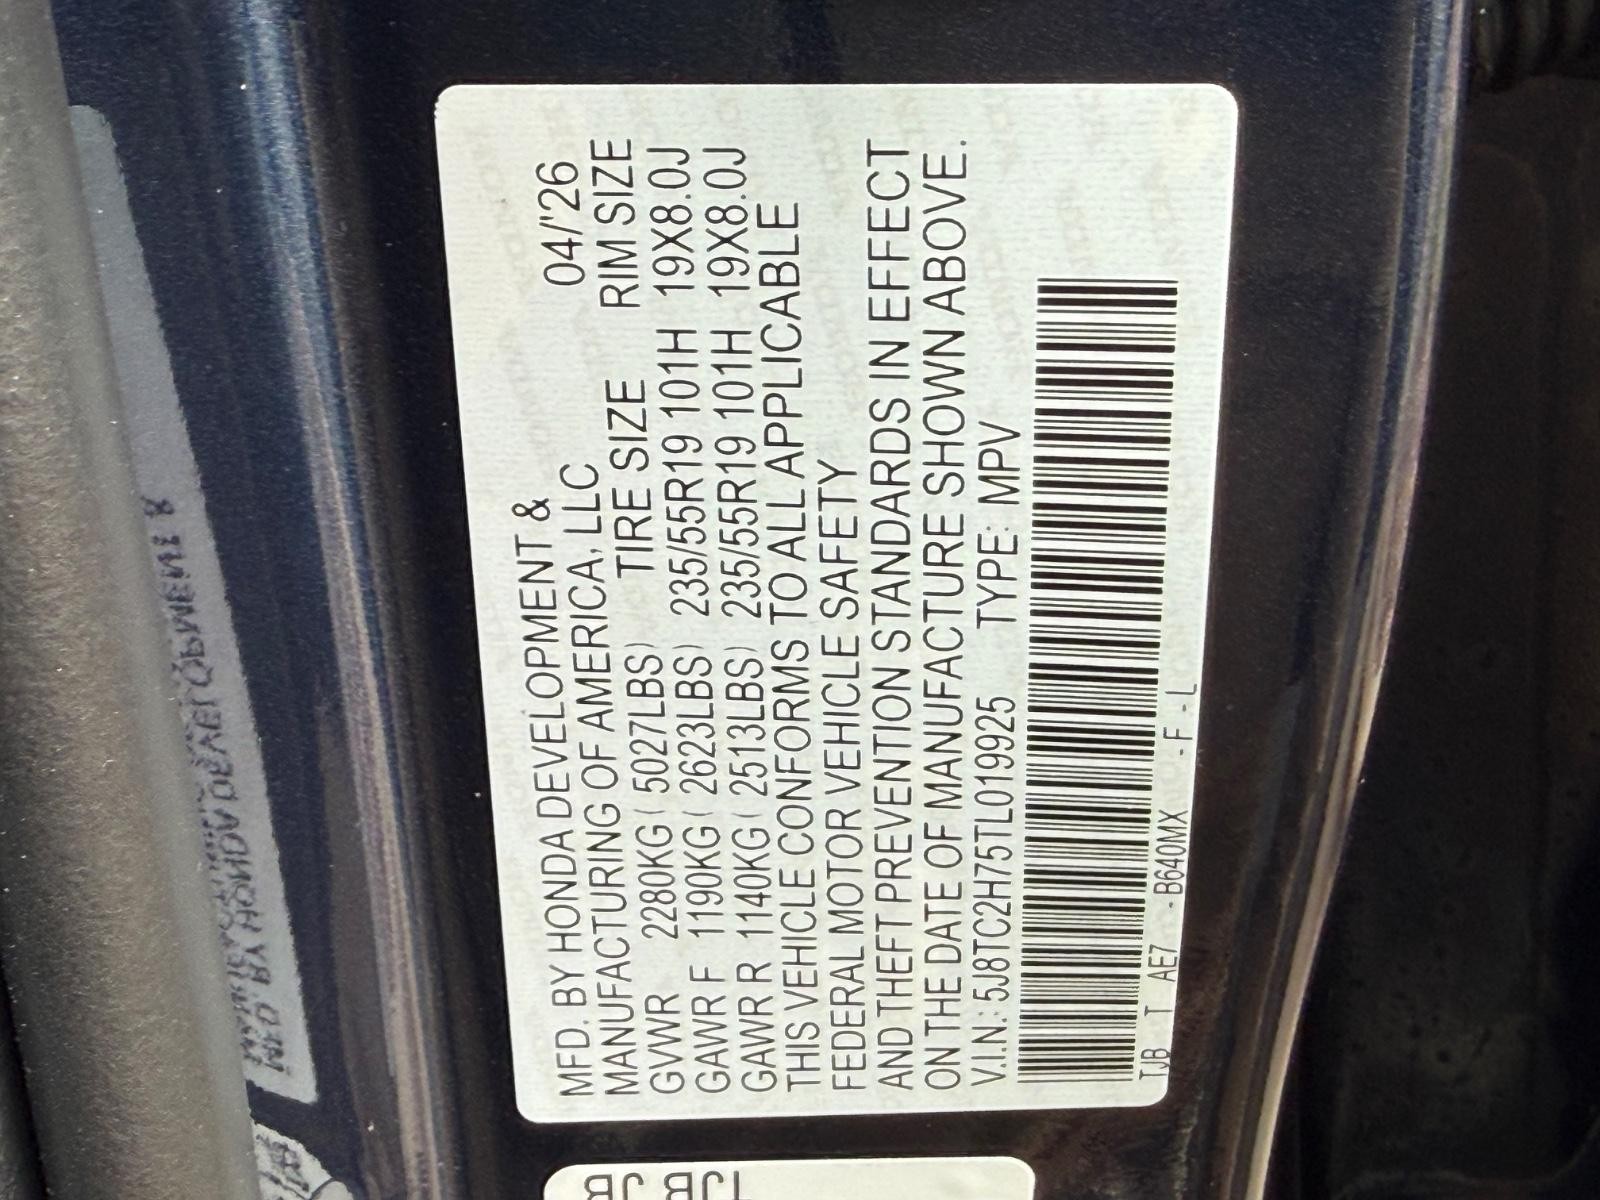 MFD. BY HONDA DEVELOPMENT &
MANUFACTURING OF AMERICA, LLC 04/'26
GVWR 2280KG ( 5027LBS) TIRE SIZE RIM SIZE
GAWR F 1190KG ( 2623LBS) 235/55R19 101H 19X8.0J
GAWR R 1140KG ( 2513LBS) 235/55R19 101H 19X8.0J
THIS VEHICLE CONFORMS TO ALL APPLICABLE
FEDERAL MOTOR VEHICLE SAFETY
AND THEFT PREVENTION STANDARDS IN EFFECT
ON THE DATE OF MANUFACTURE SHOWN ABOVE.
V.I.N.: 5J8TC2H75TL019925 TYPE: MPV
TJB T AE7 - B640MX - F - L